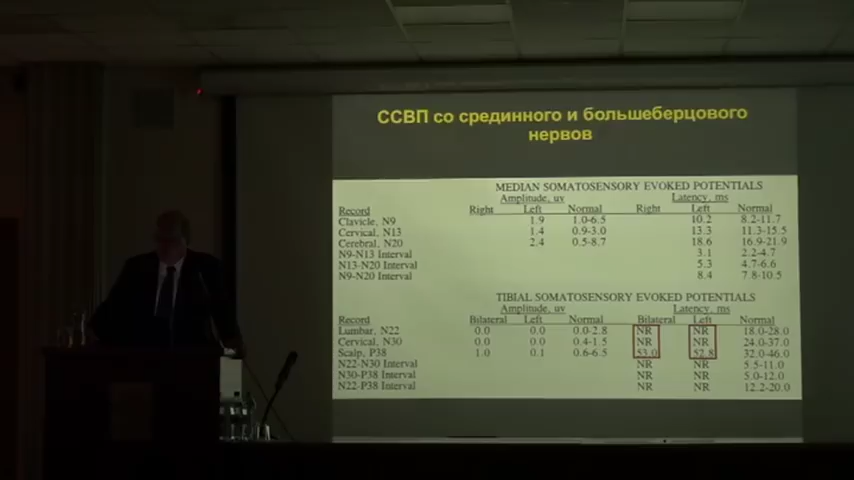 ССВП со срединного и большеберцового
нервов
MEDIAN SOMATOSENSORY EVOKED POTENTIALS
Amplitude, uv Latency, ms
Record Right Left Normal Right Left Normal
Clavicle, N9 1.9 1.0-6.5 10.2 8.2-11.7
Cervical, N13 1.4 0.9-3.0 13.3 11.3-15.5
Cerebral, N20 2.4 0.5-8.7 18.6 16.9-21.9
N9-N13 Interval 3.1 2.2-4.7
N13-N20 Interval 5.3 4.7-6.6
N9-N20 Interval 8.4 7.8-10.5
TIBIAL SOMATOSENSORY EVOKED POTENTIALS
Amplitude, uv Latency, ms
Record Bilateral Left Normal Bilateral Left Normal
Lumbar, N22 0.0 0.0 0.0-2.8 NR NR 18.0-28.0
Cervical, N30 0.0 0.0 0.4-1.5 NR NR 24.0-37.0
Scalp, P38 1.0 0.1 0.6-6.5 53.0 52.8 32.0-46.0
N22-N30 Interval NR NR 5.5-11.0
N30-P38 Interval NR NR 5.0-12.0
N22-P38 Interval NR NR 12.2-20.0